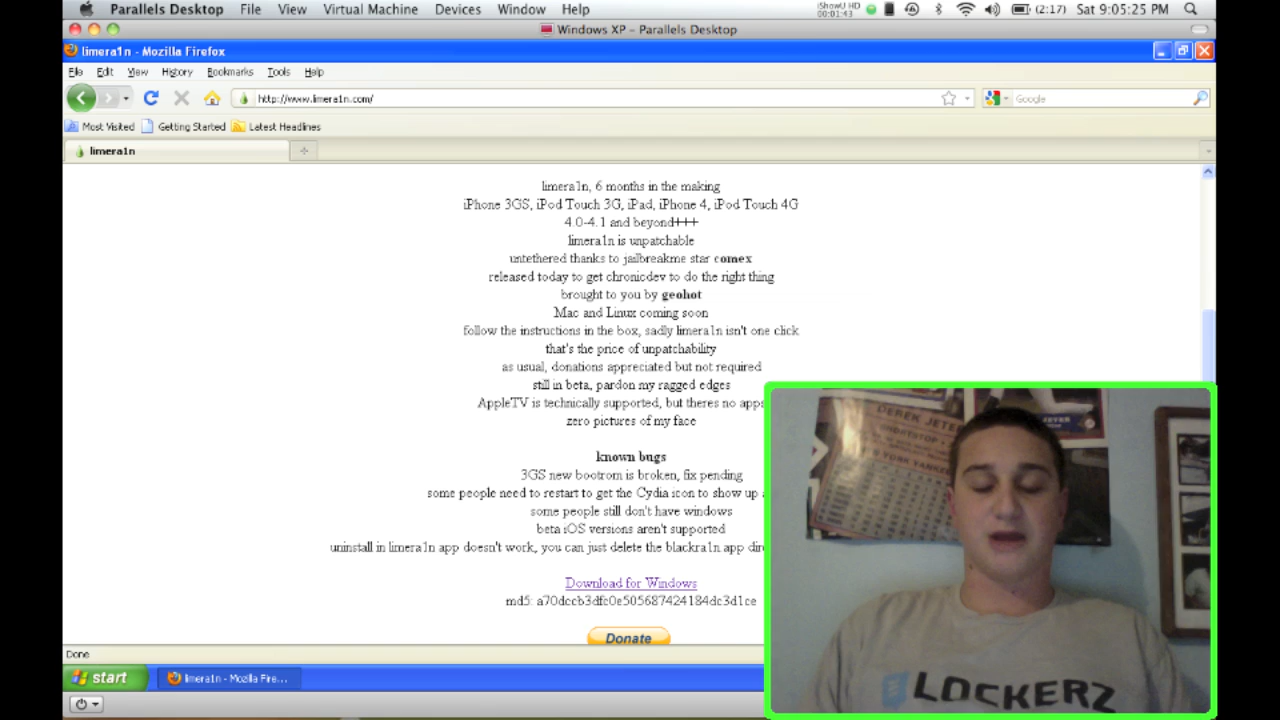 Parallels Desktop File View Virtual Machine Devices Window Help iShowU HD 00:01:43 (2:17) Sat 9:05:25 PM
Windows XP - Parallels Desktop
limera1n - Mozilla Firefox
File Edit View History Bookmarks Tools Help
http://www.limera1n.com/ Google
Most Visited Getting Started Latest Headlines
limera1n
limera1n, 6 months in the making
iPhone 3GS, iPod Touch 3G, iPad, iPhone 4, iPod Touch 4G
4.0-4.1 and beyond+++
limera1n is unpatchable
untethered thanks to jailbreakme star comex
released today to get chronicdev to do the right thing
brought to you by geohot
Mac and Linux coming soon
follow the instructions in the box, sadly limera1n isn't one click
that's the price of unpatchability
as usual, donations appreciated but not required
still in beta, pardon my ragged edges
AppleTV is technically supported, but theres no apps
zero pictures of my face
known bugs
3GS new bootrom is broken, fix pending
some people need to restart to get the Cydia icon to show up
some people still don't have windows
beta iOS versions aren't supported
uninstall in limera1n app doesn't work, you can just delete the blackra1n.app
Download for Windows
md5: a70dccb3dfc0e505687424184dc3d1ce
Donate
Done
start limera1n - Mozilla Fire...
DEREK JETER
LOCKERZ